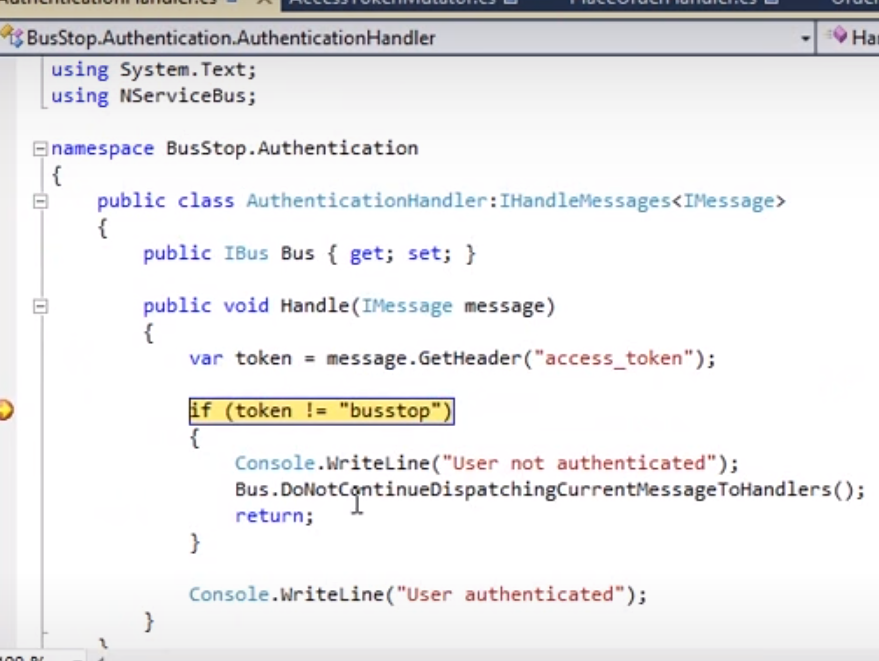 BusStop.Authentication.AuthenticationHandler
using System.Text;
using NServiceBus;
namespace BusStop.Authentication
{
public class AuthenticationHandler:IHandleMessages<IMessage>
{
public IBus Bus { get; set; }
public void Handle(IMessage message)
{
var token = message.GetHeader("access_token");
if (token != "busstop")
{
Console.WriteLine("User not authenticated");
Bus.DoNotContinueDispatchingCurrentMessageToHandlers();
return;
}
Console.WriteLine("User authenticated");
}
}